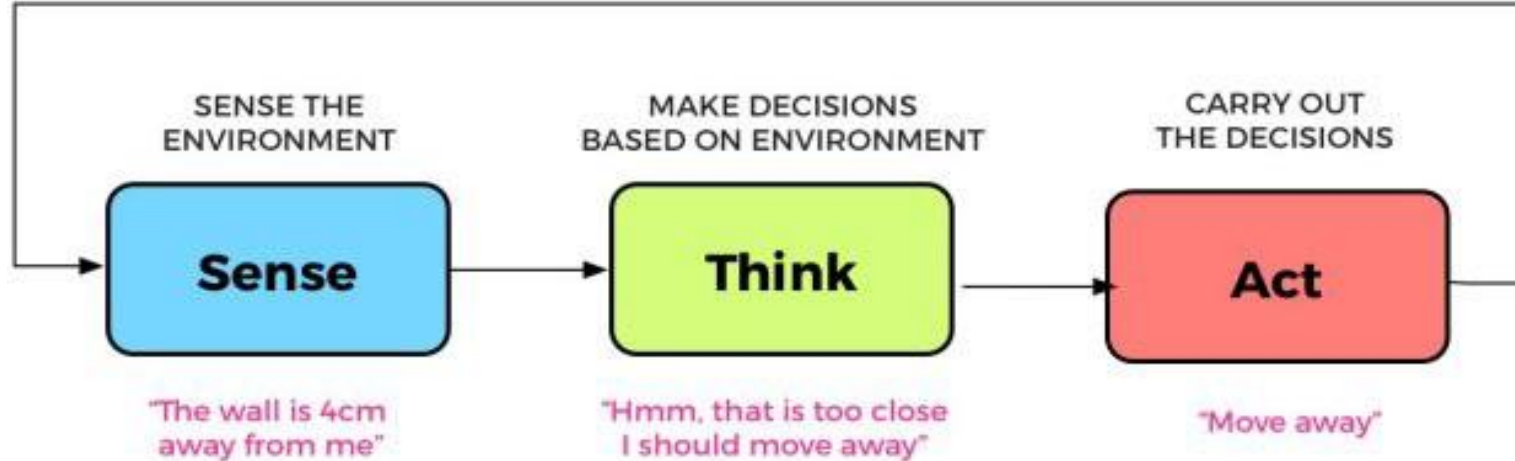 SENSE THE
ENVIRONMENT
Sense
"The wall is 4cm
away from me"
MAKE DECISIONS
BASED ON ENVIRONMENT
Think
"Hmm, that is too close
I should move away"
CARRY OUT
THE DECISIONS
Act
"Move away"